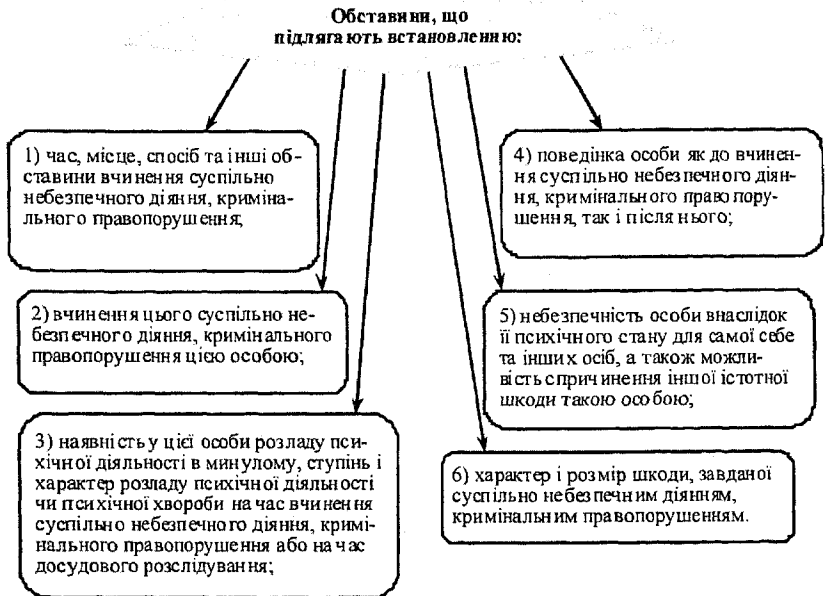 Обставини, що
підлягають встановленню:
1) час, місце, спосіб та інші об-
ставини вчинення суспільно
небезпечного діяння, криміна-
льного правопорушення;
2) вчинення цього суспільно не-
безпечного діяння, кримінального
правопорушення цією особою;
3) наявність у цієї особи розладу пси-
хічної діяльності в минулому, ступінь і
характер розладу психічної діяльності
чи психічної хвороби на час вчинення
суспільно небезпечного діяння, кримі-
нального правопорушення або на час
досудового розслідування;
4) поведінка особи як до вчинен-
ня суспільно небезпечного діян-
ня, кримінального правопору-
шення, так і після нього;
5) небезпечність особи внаслідок
її психічного стану для самої себе
та інших осіб, а також можли-
вість спричинення іншої істотної
шкоди такою особою;
6) характер і розмір шкоди, завданої
суспільно небезпечним діянням,
кримінальним правопорушенням.